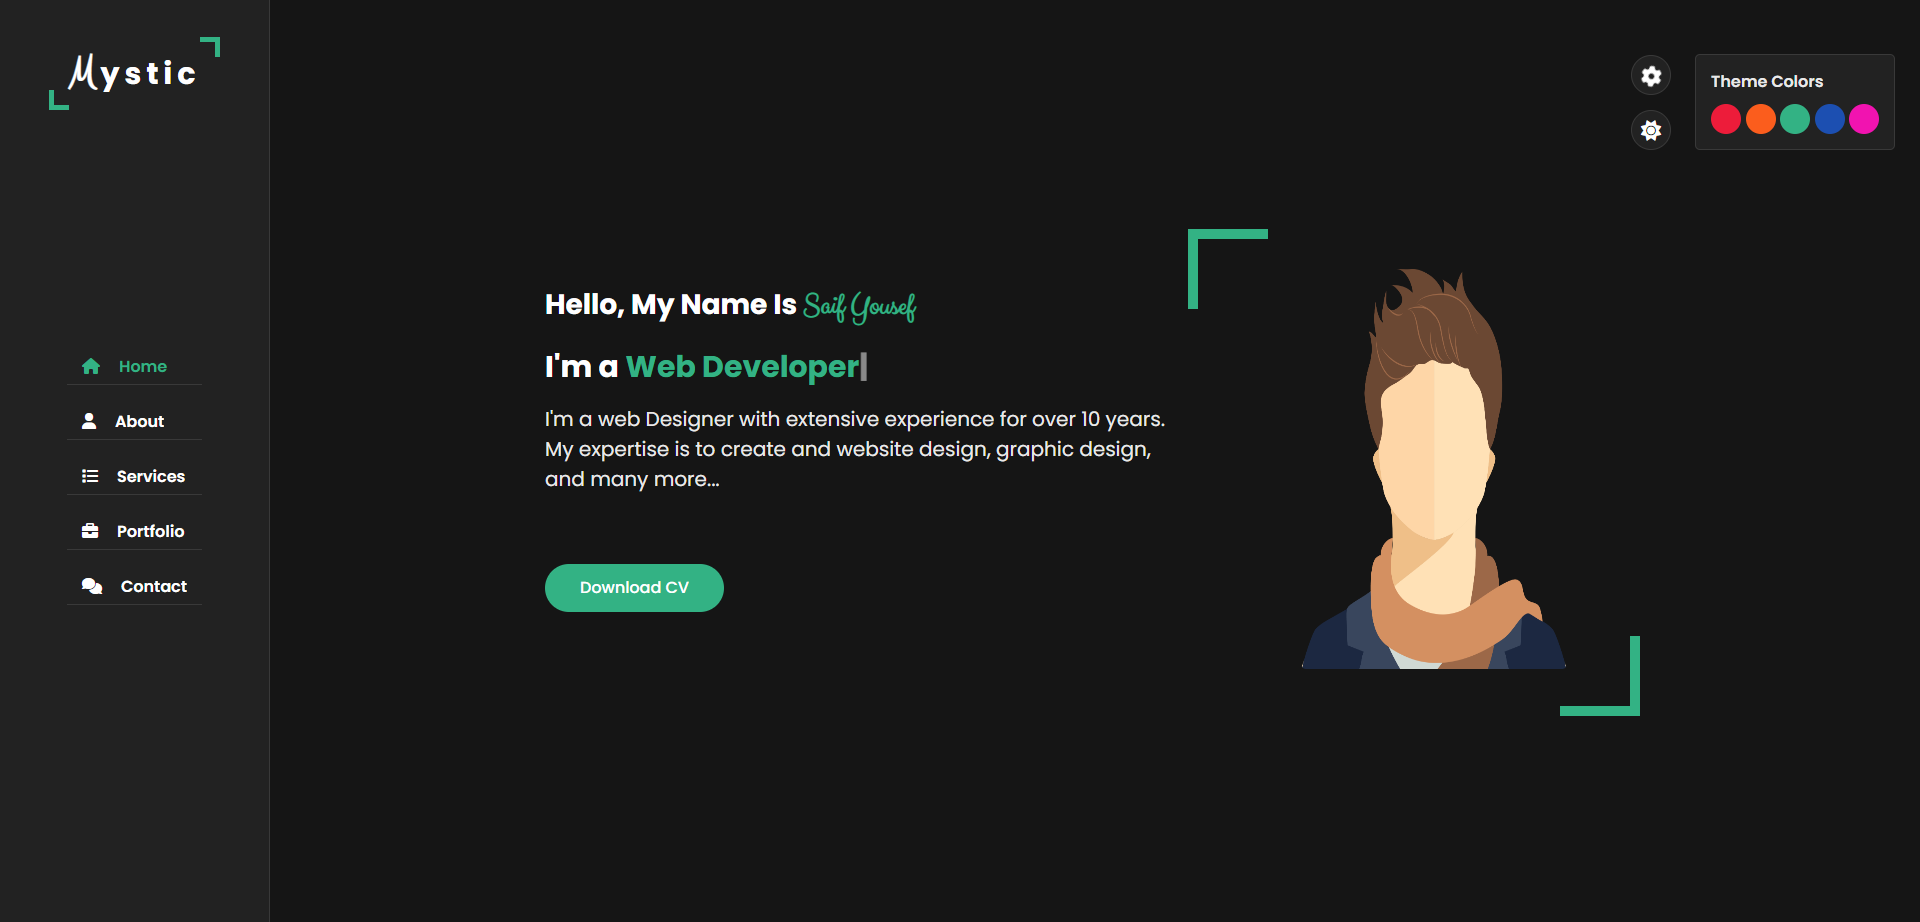 Mystic
Home
About
Services
Portfolio
Contact
Theme Colors
Hello, My Name Is Saif Yousef
I'm a Web Developer
I'm a web Designer with extensive experience for over 10 years.
My expertise is to create and website design, graphic design,
and many more...
Download CV